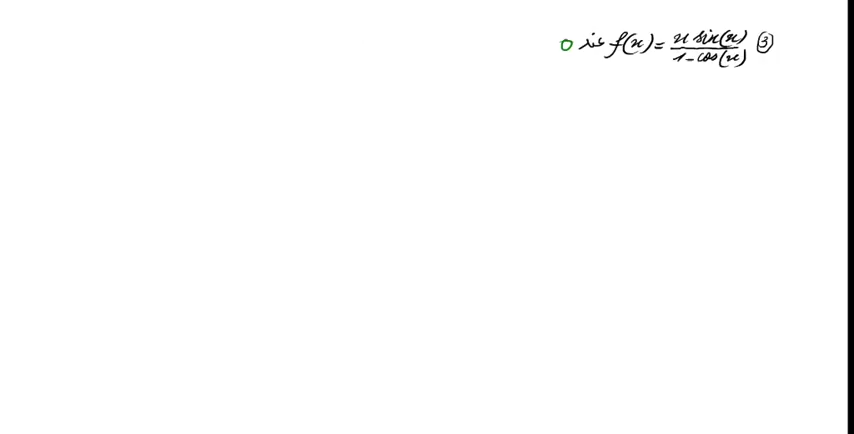 ③ f(x) = x sin(x) / 1 - cos(x) عند 0